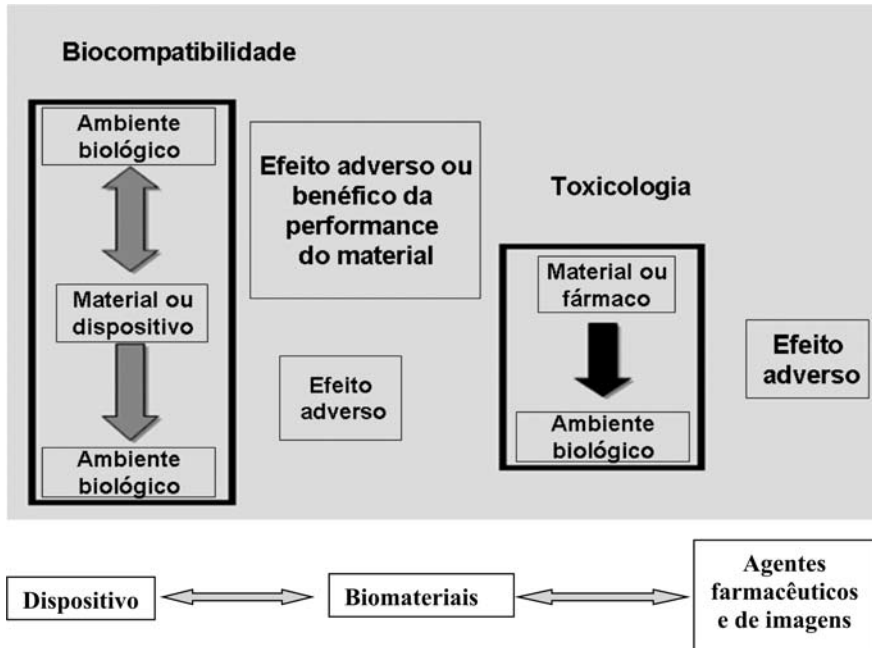 Biocompatibilidade
Ambiente
biológico
Efeito adverso ou
benéfico da
performance
do material
Material ou
dispositivo
Efeito
adverso
Ambiente
biológico
Toxicologia
Material ou
fármaco
Efeito
adverso
Ambiente
biológico
Dispositivo
Biomateriais
Agentes
farmacêuticos
e de imagens